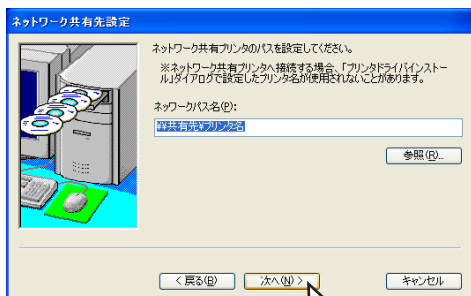 ネットワーク共有先設定
ネットワーク共有プリンタのパスを設定してください。
※ネットワーク共有プリンタへ接続する場合、「プリンタドライバインストー
ル」ダイアログで設定したプリンタ名が使用されないことがあります。
ネッワークパス名(P):
¥¥共有先¥プリンタ名
参照(R)...
< 戻る(B)
次へ(N) >
キャンセル